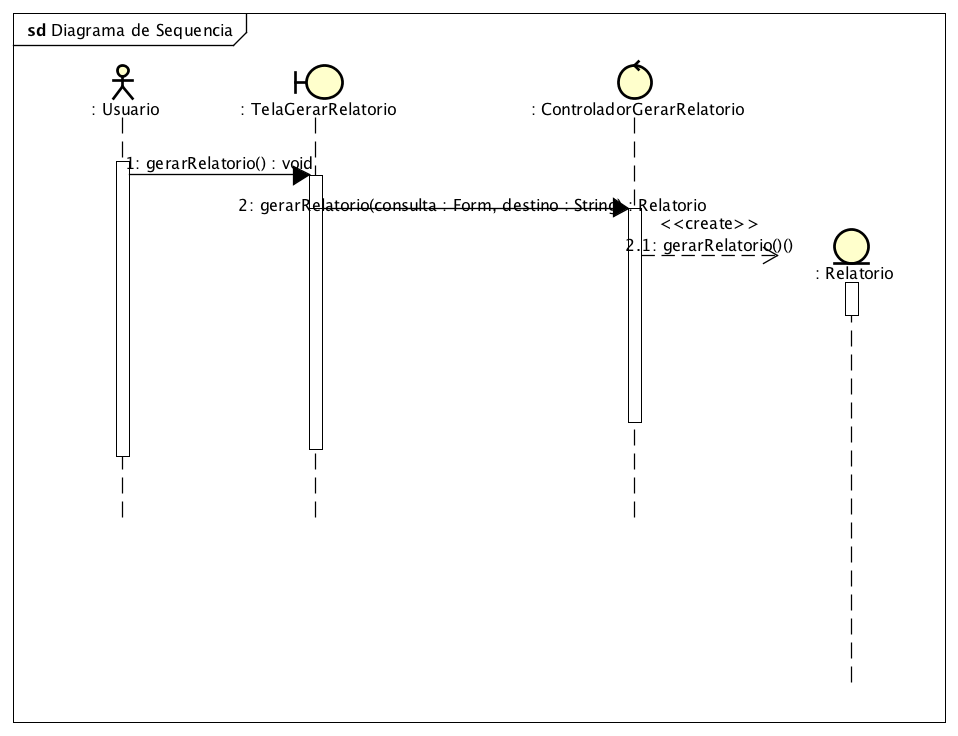 sd Diagrama de Sequencia
: Usuario
: TelaGerarRelatorio
: ControladorGerarRelatorio
1: gerarRelatorio() : void
2: gerarRelatorio(consulta : Form, destino : String) : Relatorio
<<create>>
2.1: gerarRelatorio()()
: Relatorio